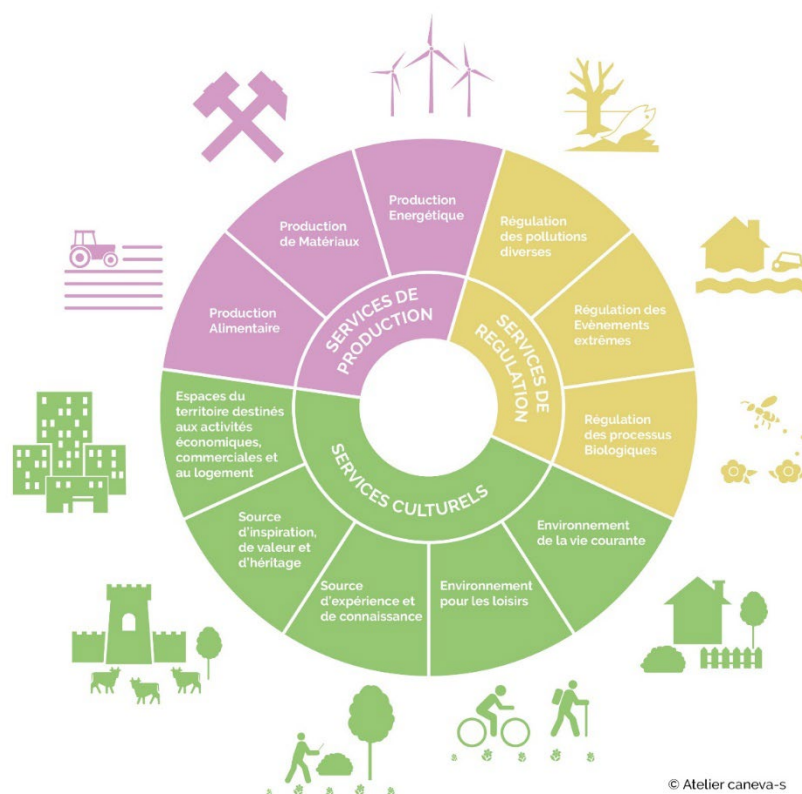 Production
Energétique
Production
de Matériaux
Production
Alimentaire
SERVICES DE
PRODUCTION
Régulation
des pollutions
diverses
Régulation des
Evènements
extrêmes
Régulation
des processus
Biologiques
SERVICES DE
REGULATION
Espaces du
territoire destinés
aux activités
économiques,
commerciales et
au logement
Source
d'inspiration,
de valeur et
d'héritage
Source
d'expérience et
de connaissance
Environnement
pour les loisirs
Environnement
de la vie courante
SERVICES CULTURELS
© Atelier caneva-s